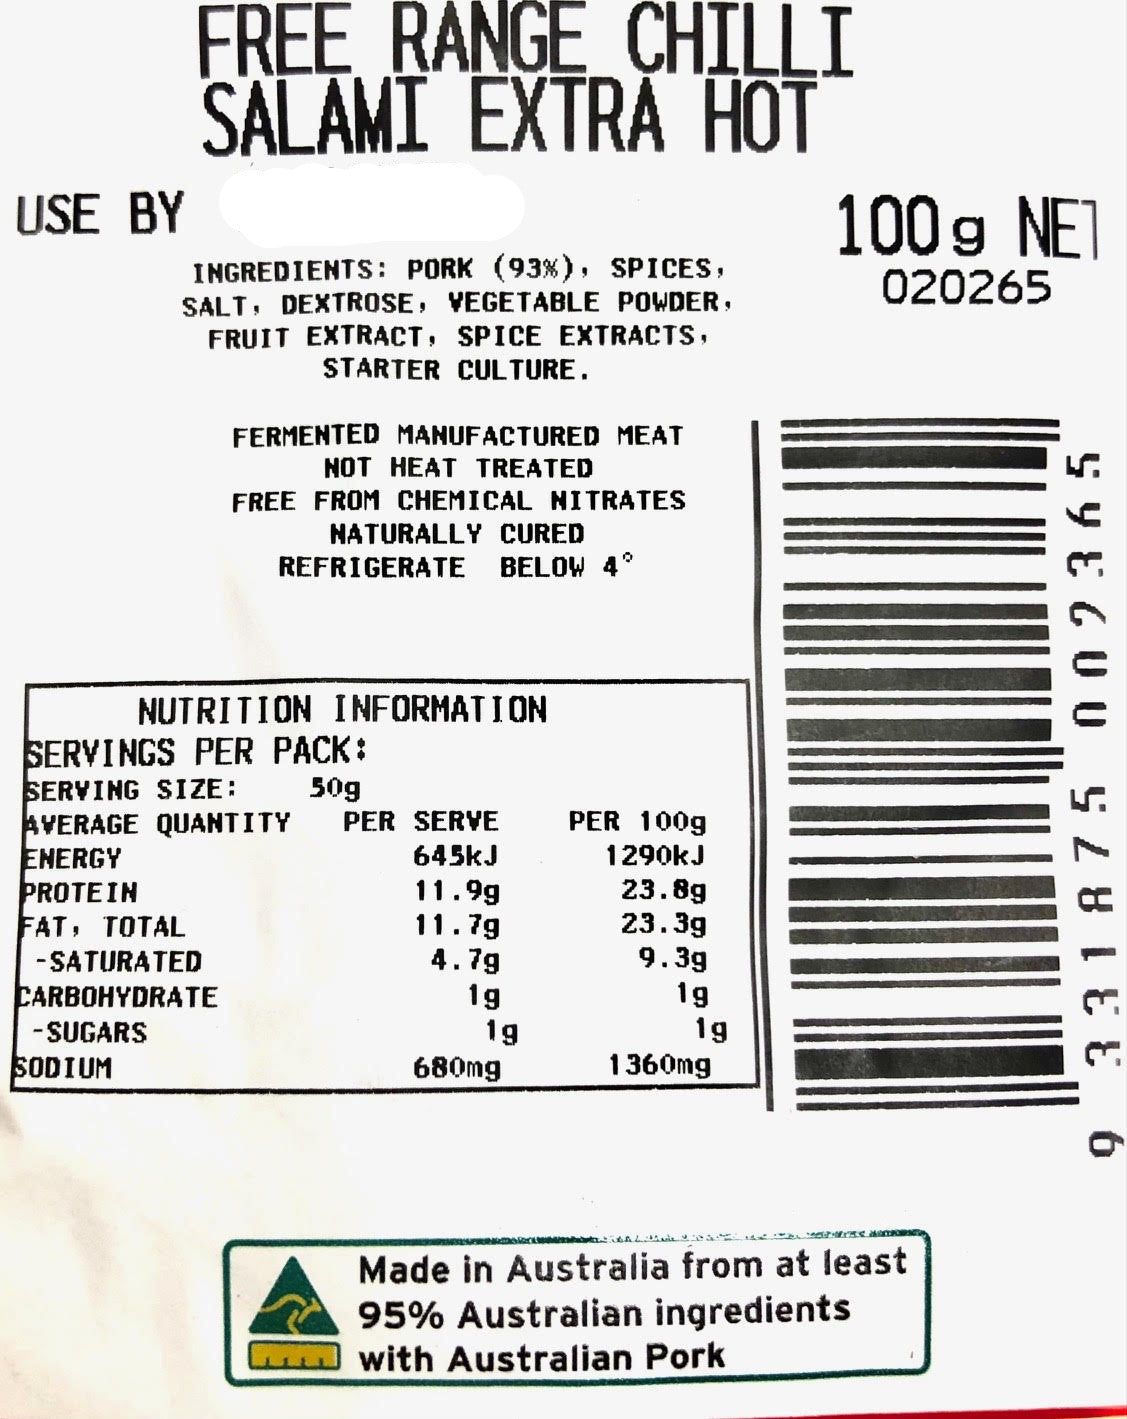 FREE RANGE CHILLI
SALAMI EXTRA HOT
USE BY
100g NET
020265
INGREDIENTS: PORK (93%), SPICES,
SALT, DEXTROSE, VEGETABLE POWDER,
FRUIT EXTRACT, SPICE EXTRACTS,
STARTER CULTURE.
FERMENTED MANUFACTURED MEAT
NOT HEAT TREATED
FREE FROM CHEMICAL NITRATES
NATURALLY CURED
REFRIGERATE BELOW 4°
NUTRITION INFORMATION
SERVINGS PER PACK:
SERVING SIZE: 50g
AVERAGE QUANTITY PER SERVE PER 100g
ENERGY 645kJ 1290kJ
PROTEIN 11.9g 23.8g
FAT, TOTAL 11.7g 23.3g
-SATURATED 4.7g 9.3g
CARBOHYDRATE 1g 1g
-SUGARS 1g 1g
SODIUM 680mg 1360mg
9 331875 002365
Made in Australia from at least
95% Australian ingredients
with Australian Pork